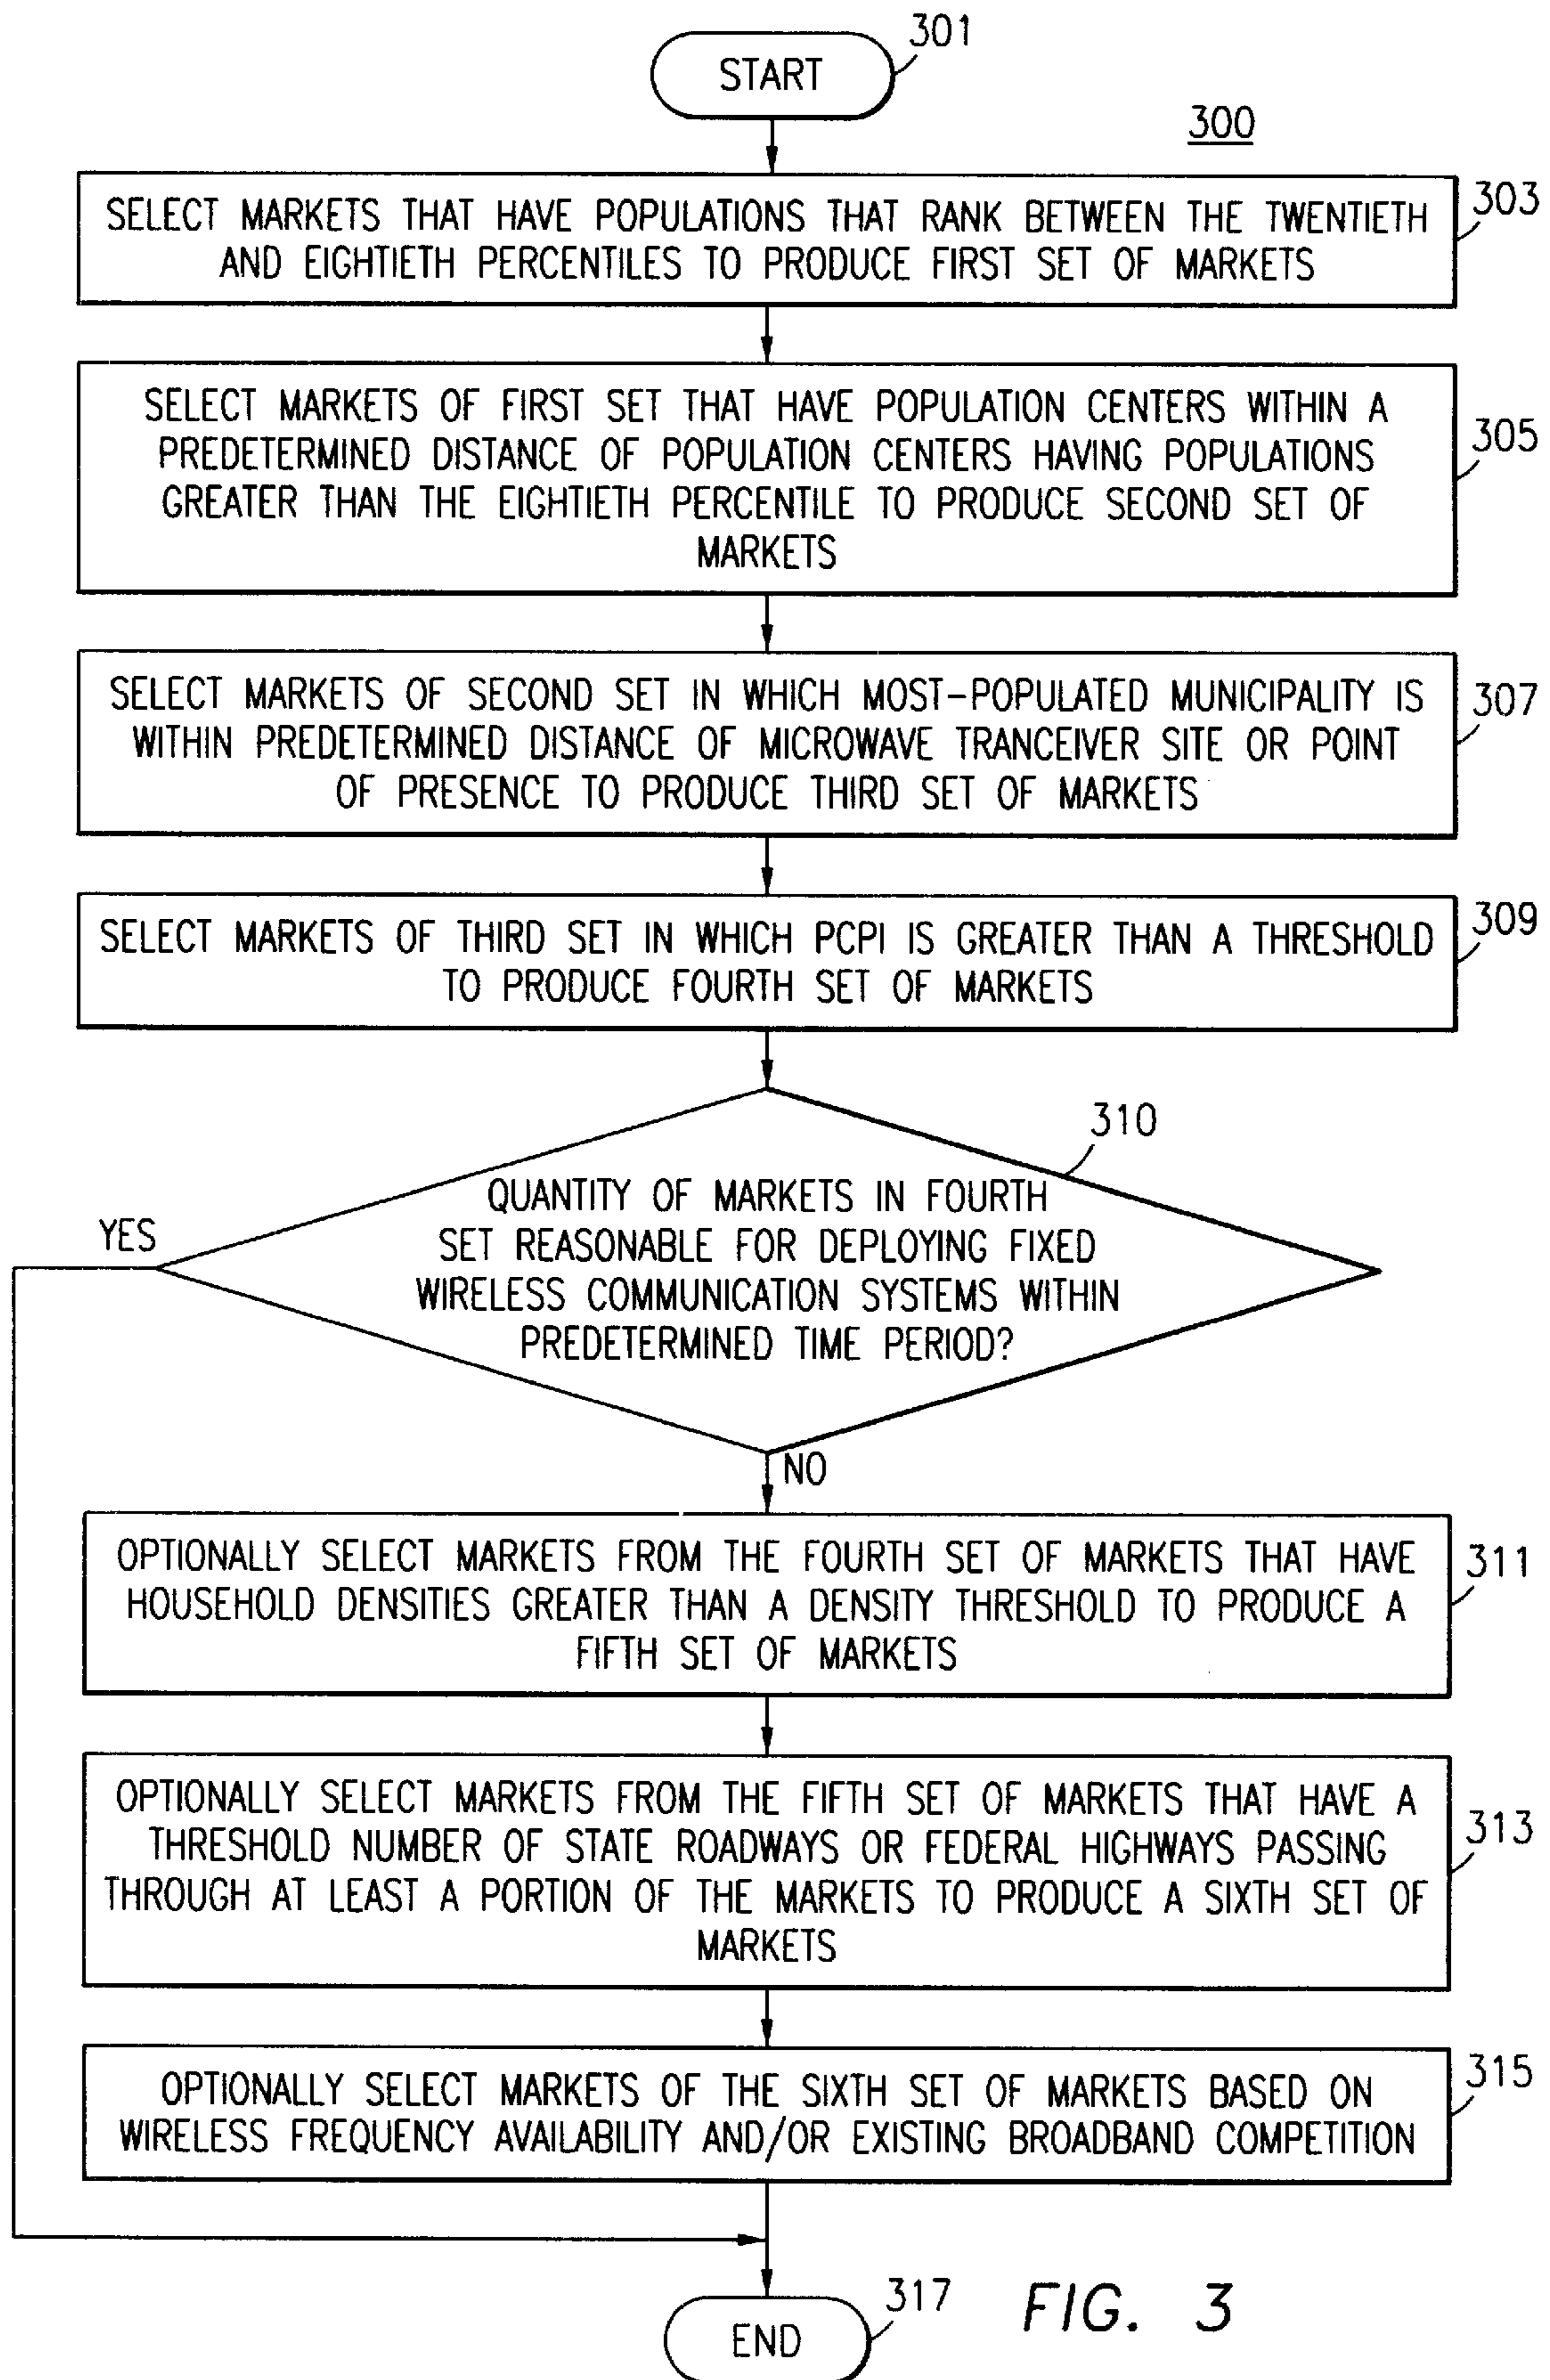 START
301
300
SELECT MARKETS THAT HAVE POPULATIONS THAT RANK BETWEEN THE TWENTIETH
AND EIGHTIETH PERCENTILES TO PRODUCE FIRST SET OF MARKETS
303
SELECT MARKETS OF FIRST SET THAT HAVE POPULATION CENTERS WITHIN A
PREDETERMINED DISTANCE OF POPULATION CENTERS HAVING POPULATIONS
GREATER THAN THE EIGHTIETH PERCENTILE TO PRODUCE SECOND SET OF
MARKETS
305
SELECT MARKETS OF SECOND SET IN WHICH MOST-POPULATED MUNICIPALITY IS
WITHIN PREDETERMINED DISTANCE OF MICROWAVE TRANCEIVER SITE OR POINT
OF PRESENCE TO PRODUCE THIRD SET OF MARKETS
307
SELECT MARKETS OF THIRD SET IN WHICH PCPI IS GREATER THAN A THRESHOLD
TO PRODUCE FOURTH SET OF MARKETS
309
310
QUANTITY OF MARKETS IN FOURTH
SET REASONABLE FOR DEPLOYING FIXED
WIRELESS COMMUNICATION SYSTEMS WITHIN
PREDETERMINED TIME PERIOD?
YES
NO
OPTIONALLY SELECT MARKETS FROM THE FOURTH SET OF MARKETS THAT HAVE
HOUSEHOLD DENSITIES GREATER THAN A DENSITY THRESHOLD TO PRODUCE A
FIFTH SET OF MARKETS
311
OPTIONALLY SELECT MARKETS FROM THE FIFTH SET OF MARKETS THAT HAVE A
THRESHOLD NUMBER OF STATE ROADWAYS OR FEDERAL HIGHWAYS PASSING
THROUGH AT LEAST A PORTION OF THE MARKETS TO PRODUCE A SIXTH SET OF
MARKETS
313
OPTIONALLY SELECT MARKETS OF THE SIXTH SET OF MARKETS BASED ON
WIRELESS FREQUENCY AVAILABILITY AND/OR EXISTING BROADBAND COMPETITION
315
END
317
FIG. 3